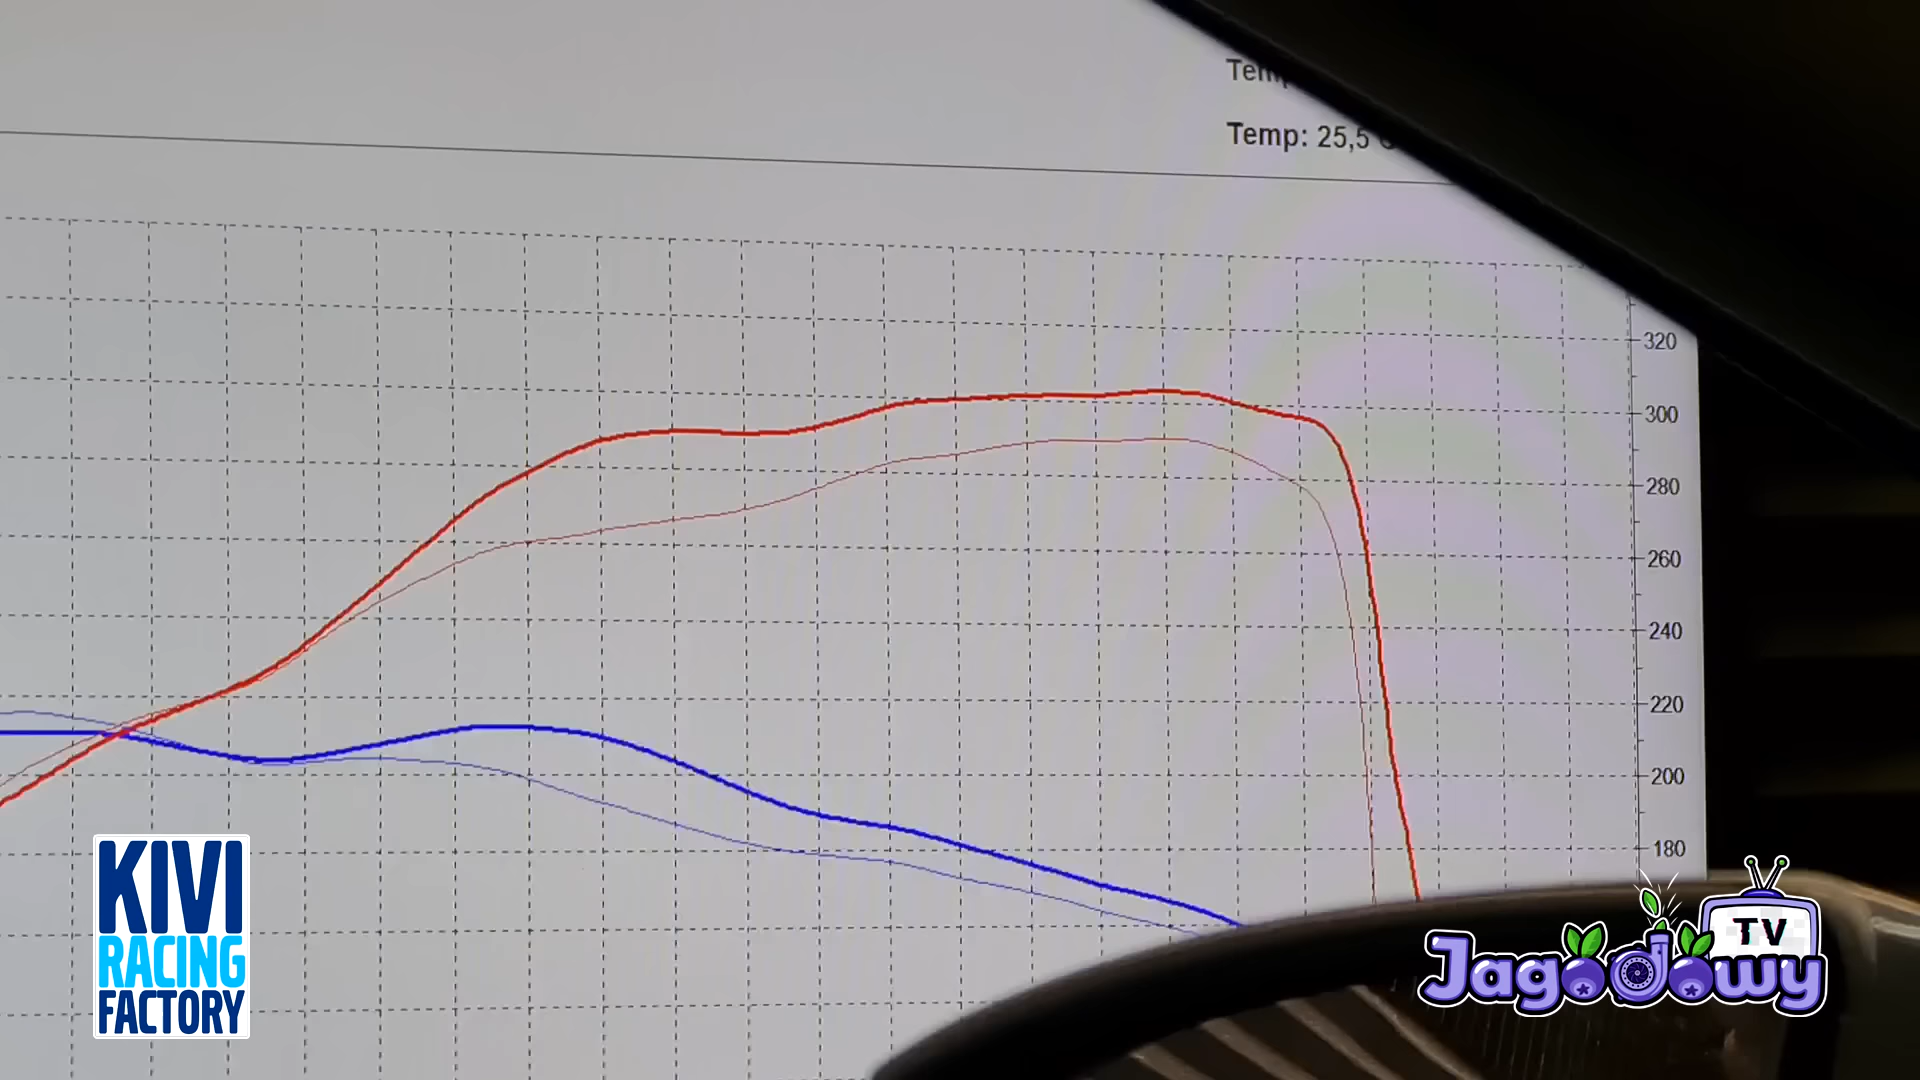 Temp: 25,5
320
300
280
260
240
220
200
180
KIVI
RACING
FACTORY
TV
Jagodowy